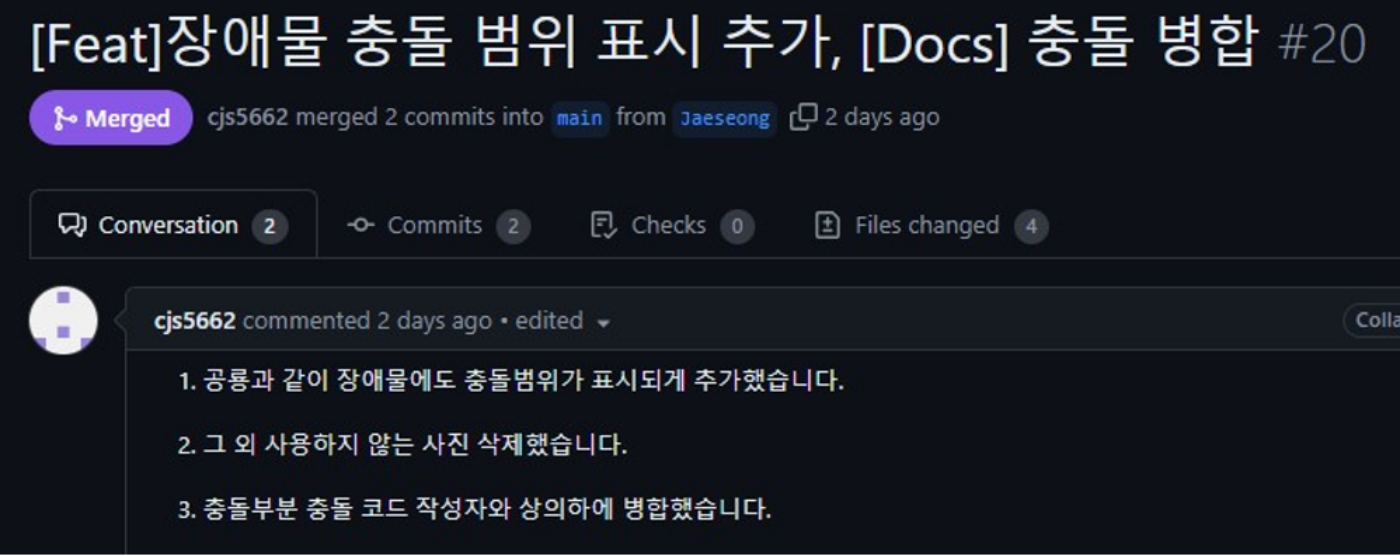 [Feat]장애물 충돌 범위 표시 추가, [Docs] 충돌 병합 #20
Merged cjs5662 merged 2 commits into main from Jaeseong 2 days ago
Conversation 2 Commits 2 Checks 0 Files changed 4
cjs5662 commented 2 days ago • edited
1. 공룡과 같이 장애물에도 충돌범위가 표시되게 추가했습니다.
2. 그 외 사용하지 않는 사진 삭제했습니다.
3. 충돌부분 충돌 코드 작성자와 상의하에 병합했습니다.